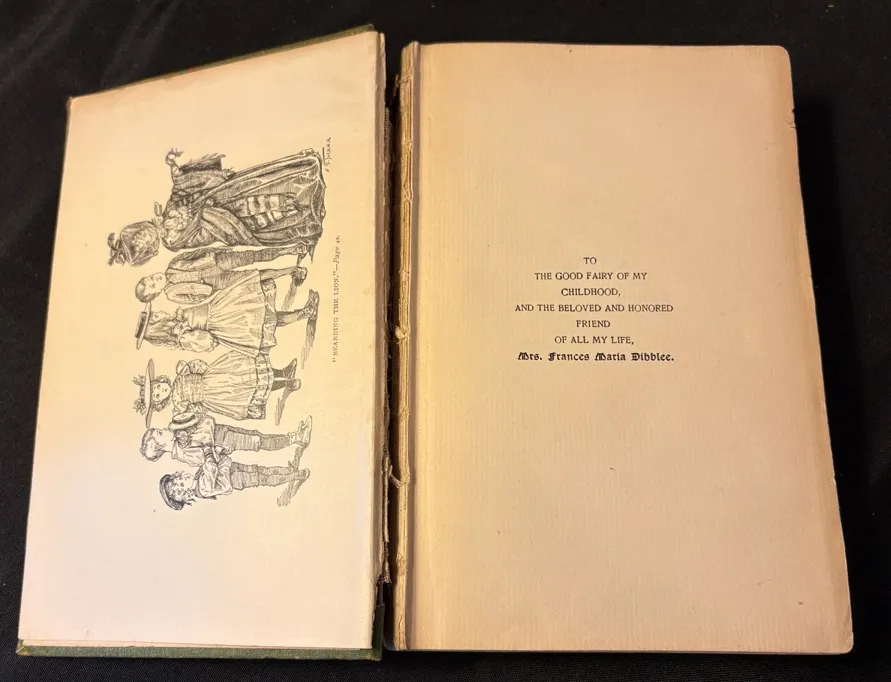 "BEARDING THE LION."—Page 42.
TO
THE GOOD FAIRY OF MY
CHILDHOOD,
AND THE BELOVED AND HONORED
FRIEND
OF ALL MY LIFE,
Mrs. Frances Maria Dibblee.